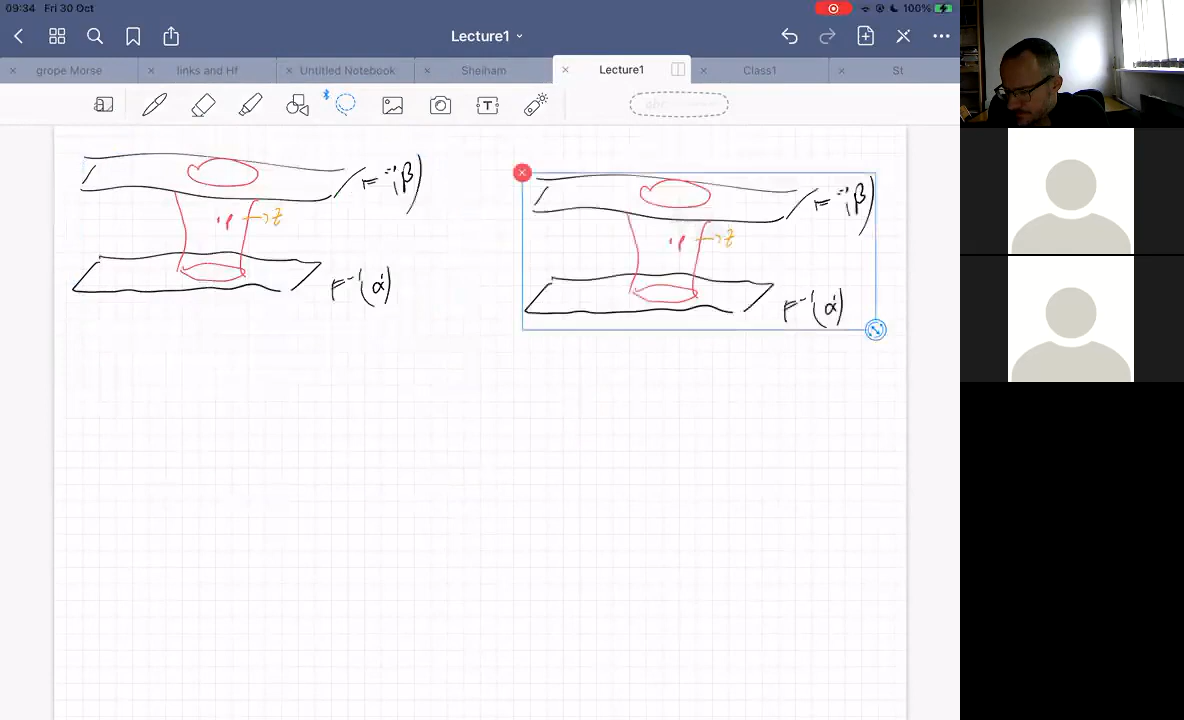 09:34 Fri 30 Oct
100%
Lecture1
grope Morse
links and Hf
Untitled Notebook
Sheiham
Lecture1
Class1
St
F⁻¹(β)
F⁻¹(α)
F⁻¹(β)
F⁻¹(α)